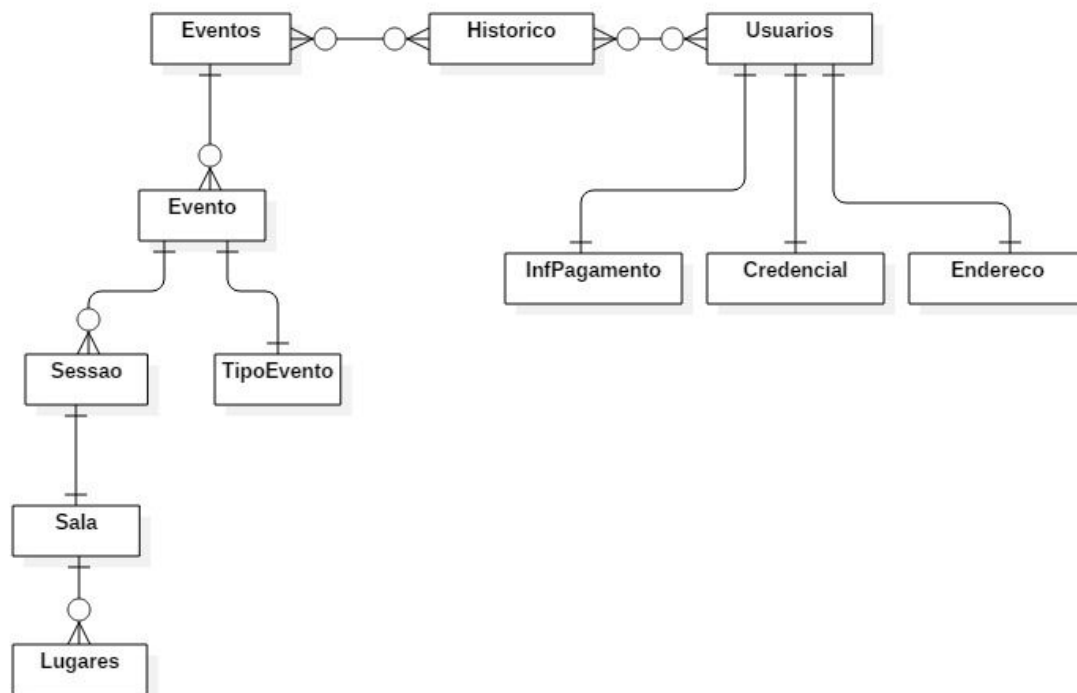 Eventos
Historico
Usuarios
Evento
InfPagamento
Credencial
Endereco
Sessao
TipoEvento
Sala
Lugares